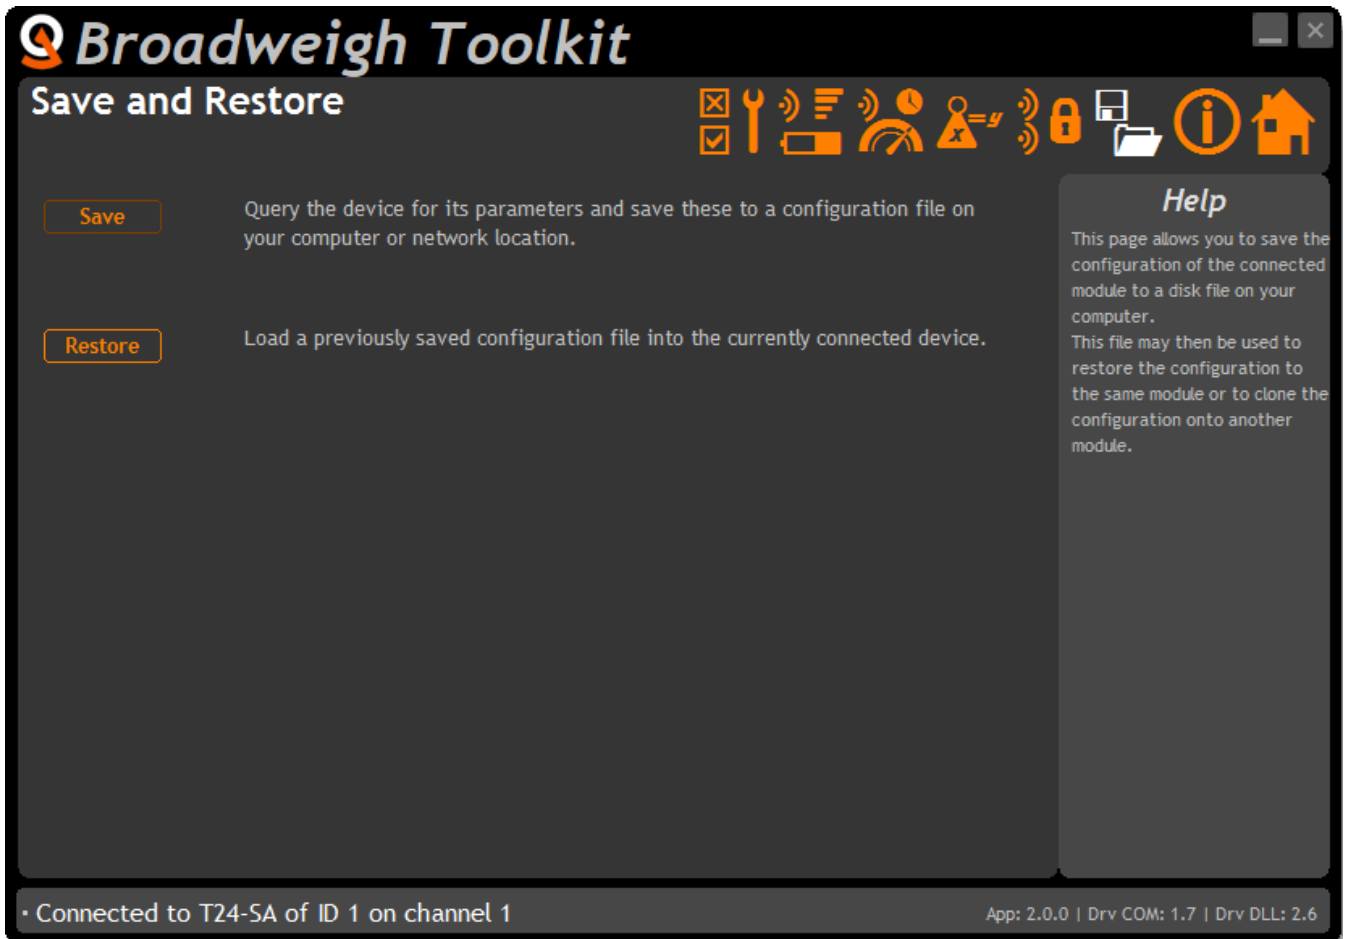 Broadweigh Toolkit
Save and Restore
x=y
i
Save
Query the device for its parameters and save these to a configuration file on
your computer or network location.
Restore
Load a previously saved configuration file into the currently connected device.
Help
This page allows you to save the
configuration of the connected
module to a disk file on your
computer.
This file may then be used to
restore the configuration to
the same module or to clone the
configuration onto another
module.
Connected to T24-SA of ID 1 on channel 1
App: 2.0.0 | Drv COM: 1.7 | Drv DLL: 2.6